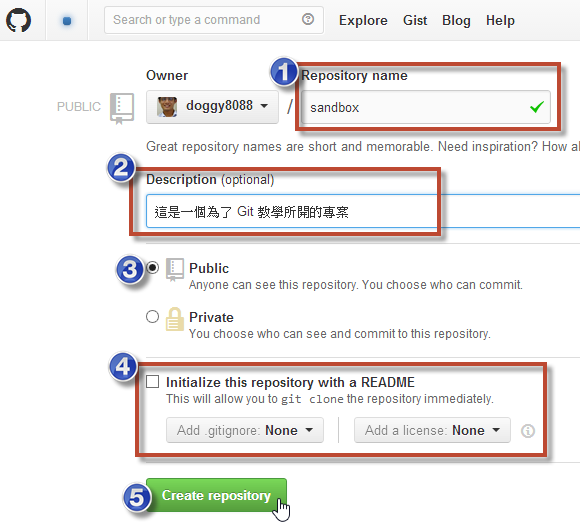 Search or type a command
Explore Gist Blog Help
1
Owner Repository name
PUBLIC doggy8088 / sandbox
Great repository names are short and memorable. Need inspiration? How a
2
Description (optional)
這是一個為了 Git 教學所開的專案
3
Public
Anyone can see this repository. You choose who can commit.
Private
You choose who can see and commit to this repository.
4
Initialize this repository with a README
This will allow you to git clone the repository immediately.
Add .gitignore: None Add a license: None
5
Create repository